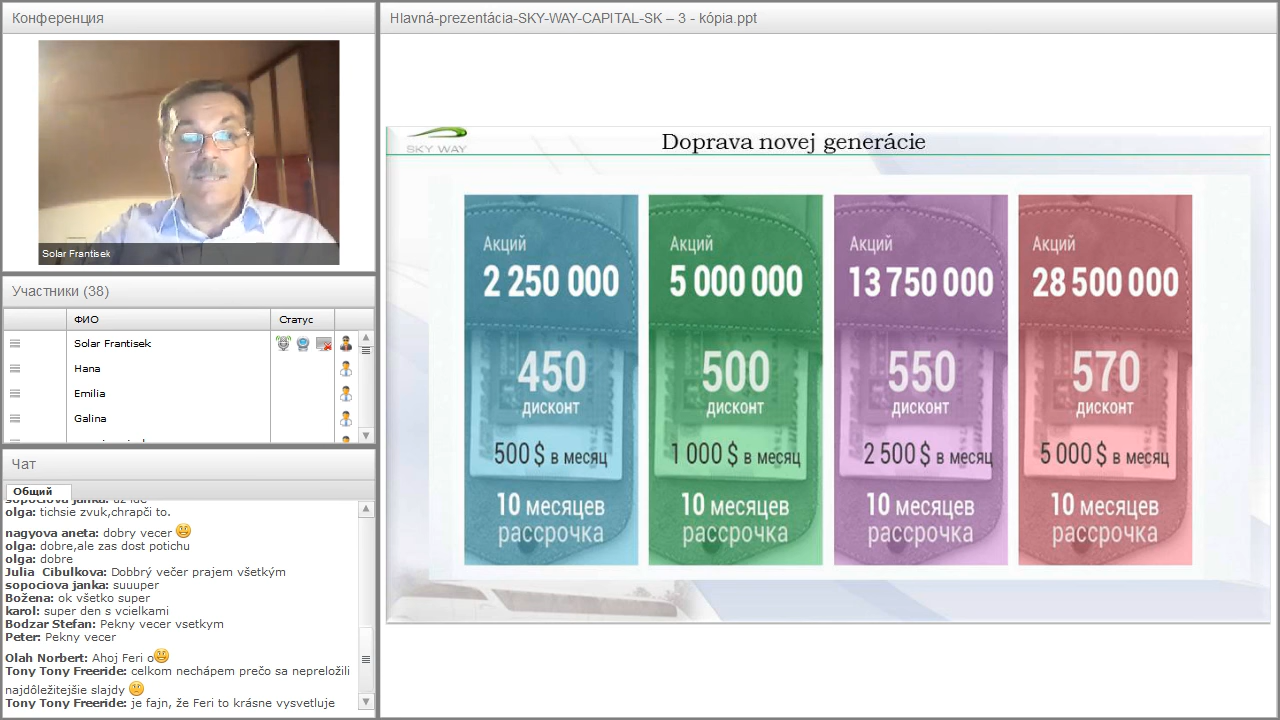 Конференция
Solar Frantisek
Участники (38)
ФИО
Статус
Solar Frantisek
Hana
Emilia
Galina
Чат
Общий
olga: tichsie zvuk,chrapči to.
nagyova aneta: dobry vecer
olga: dobre,ale zas dost potichu
olga: dobre
Julia Cibulkova: Dobbrý večer prajem všetkým
sopociova janka: suuuper
Božena: ok všetko super
karol: super den s vcielkami
Bodzar Stefan: Pekny vecer vsetkym
Peter: Pekny vecer
Olah Norbert: Ahoj Feri o
Tony Tony Freeride: celkom nechápem prečo sa nepreložili
najdôležitejšie slajdy
Tony Tony Freeride: je fajn, že Feri to krásne vysvetluje
Hlavná-prezentácia-SKY-WAY-CAPITAL-SK – 3 - kópia.ppt
SKY WAY
Doprava novej generácie
Акций
2 250 000
450
дисконт
500 $ в месяц
10 месяцев
рассрочка
Акций
5 000 000
500
дисконт
1 000 $ в месяц
10 месяцев
рассрочка
Акций
13 750 000
550
дисконт
2 500 $ в месяц
10 месяцев
рассрочка
Акций
28 500 000
570
дисконт
5 000 $ в месяц
10 месяцев
рассрочка